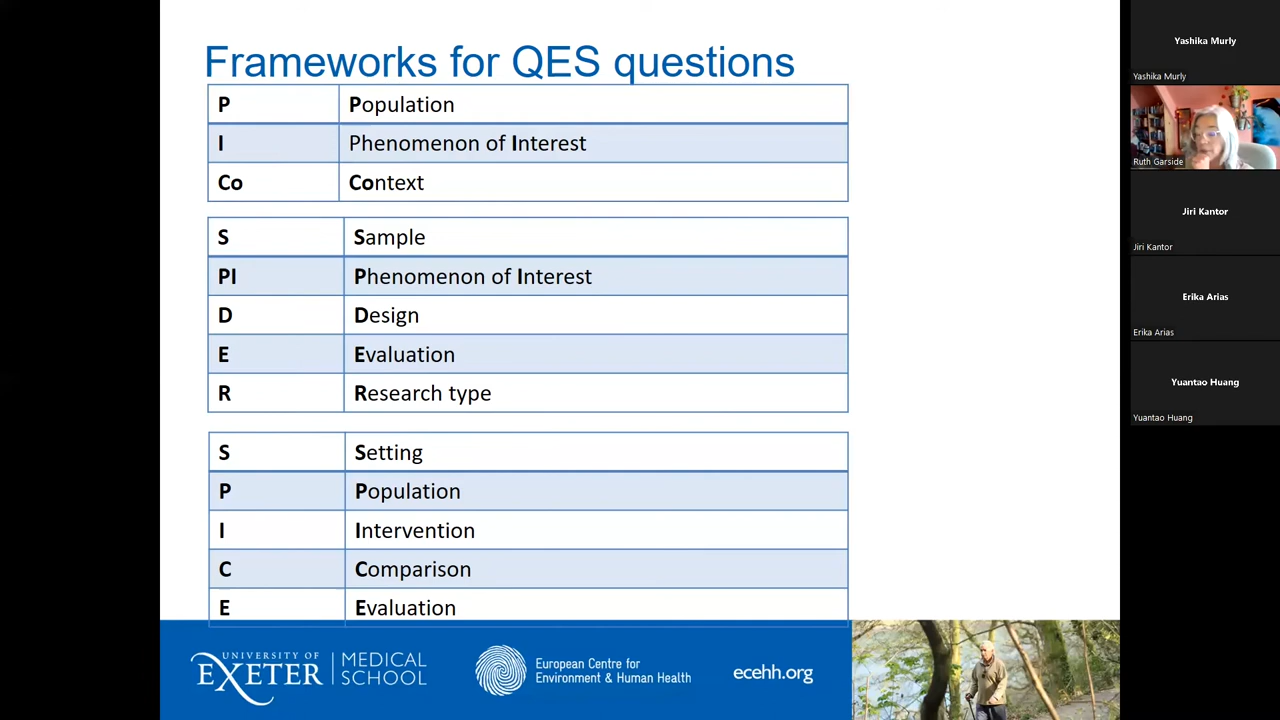 Frameworks for QES questions
P Population
I Phenomenon of Interest
Co Context
S Sample
PI Phenomenon of Interest
D Design
E Evaluation
R Research type
S Setting
P Population
I Intervention
C Comparison
E Evaluation
UNIVERSITY OF
EXETER
MEDICAL
SCHOOL
European Centre for
Environment & Human Health
ecehh.org
Yashika Murly
Yashika Murly
Ruth Garside
Jiri Kantor
Jiri Kantor
Erika Arias
Erika Arias
Yuantao Huang
Yuantao Huang